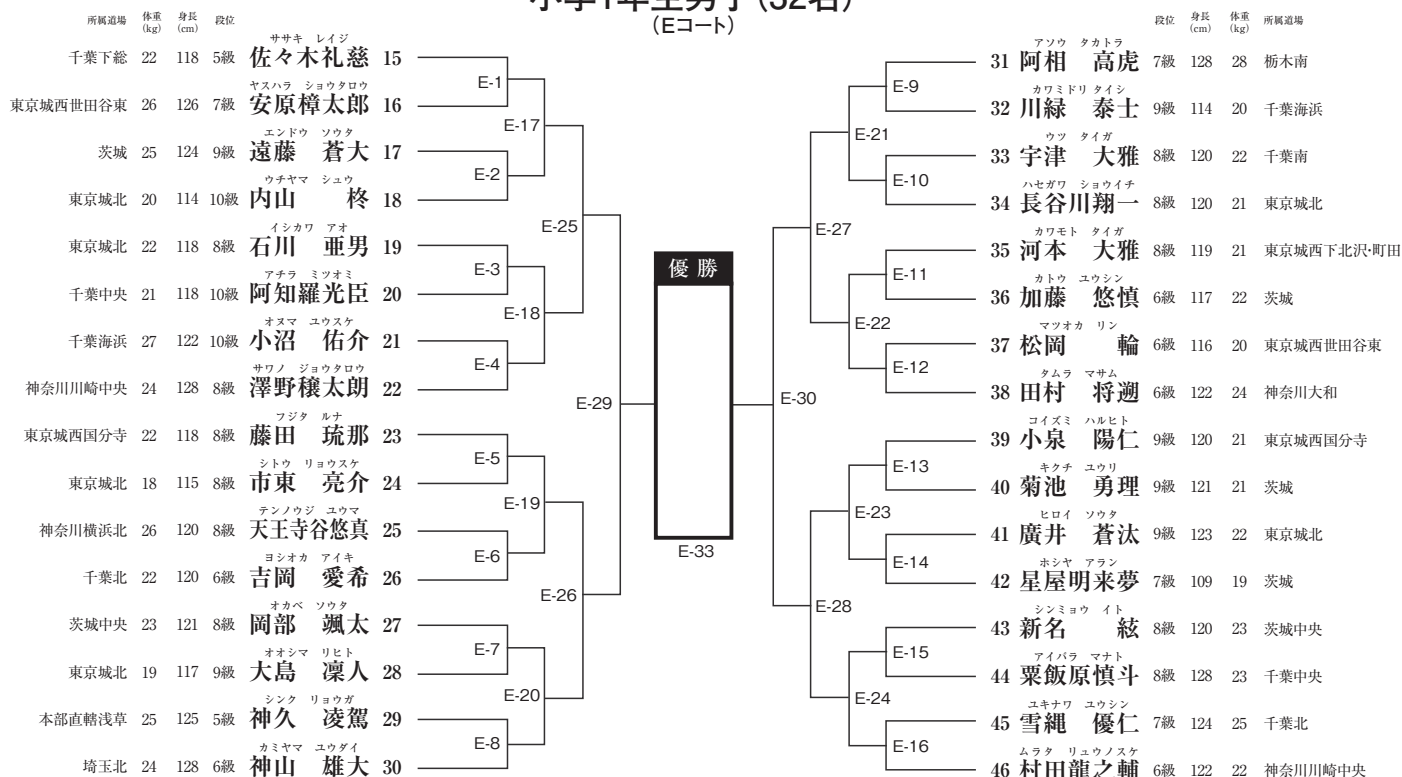 小学1年生男子(32名)
(Eコート)
所属道場 体重(kg) 身長(cm) 段位
ササキ レイジ
千葉下総 22 118 5級 佐々木礼慈 15
ヤスハラ ショウタロウ
東京城西世田谷東 26 126 7級 安原樟太郎 16
エンドウ ソウタ
茨城 25 124 9級 遠藤 蒼大 17
ウチヤマ シュウ
東京城北 20 114 10級 内山 柊 18
イシカワ アオ
東京城北 22 118 8級 石川 亜男 19
アチラ ミツオミ
千葉中央 21 118 10級 阿知羅光臣 20
オヌマ ユウスケ
千葉海浜 27 122 10級 小沼 佑介 21
サワノ ジョウタロウ
神奈川川崎中央 24 128 8級 澤野穣太朗 22
フジタ ルナ
東京城西国分寺 22 118 8級 藤田 琉那 23
シトウ リョウスケ
東京城北 18 115 8級 市東 亮介 24
テンノウジ ユウマ
神奈川横浜北 26 120 8級 天王寺谷悠真 25
ヨシオカ アイキ
千葉北 22 120 6級 吉岡 愛希 26
オカベ ソウタ
茨城中央 23 121 8級 岡部 颯太 27
オオシマ リヒト
東京城北 19 117 9級 大島 凜人 28
シンク リョウガ
本部直轄浅草 25 125 5級 神久 凌駕 29
カミヤマ ユウダイ
埼玉北 24 128 6級 神山 雄大 30
E-1
E-2
E-3
E-4
E-5
E-6
E-7
E-8
E-17
E-18
E-19
E-20
E-25
E-26
E-29
優勝
E-33
E-30
E-27
E-28
E-21
E-22
E-23
E-24
E-9
E-10
E-11
E-12
E-13
E-14
E-15
E-16
段位 身長(cm) 体重(kg) 所属道場
アソウ タカトラ
31 阿相 高虎 7級 128 28 栃木南
カワミドリ タイシ
32 川緑 泰士 9級 114 20 千葉海浜
ウツ タイガ
33 宇津 大雅 8級 120 22 千葉南
ハセガワ ショウイチ
34 長谷川翔一 8級 120 21 東京城北
カワモト タイガ
35 河本 大雅 8級 119 21 東京城西下北沢・町田
カトウ ユウシン
36 加藤 悠慎 6級 117 22 茨城
マツオカ リン
37 松岡 輪 6級 116 20 東京城西世田谷東
タムラ マサム
38 田村 将遡 6級 122 24 神奈川大和
コイズミ ハルヒト
39 小泉 陽仁 9級 120 21 東京城西国分寺
キクチ ユウリ
40 菊池 勇理 9級 121 21 茨城
ヒロイ ソウタ
41 廣井 蒼汰 9級 123 22 東京城北
ホシヤ アラン
42 星屋明来夢 7級 109 19 茨城
シンミョウ イト
43 新名 絃 8級 120 23 茨城中央
アイバラ マナト
44 粟飯原慎斗 8級 128 23 千葉中央
ユキナワ ユウシン
45 雪縄 優仁 7級 124 25 千葉北
ムラタ リュウノスケ
46 村田龍之輔 6級 122 22 神奈川川崎中央